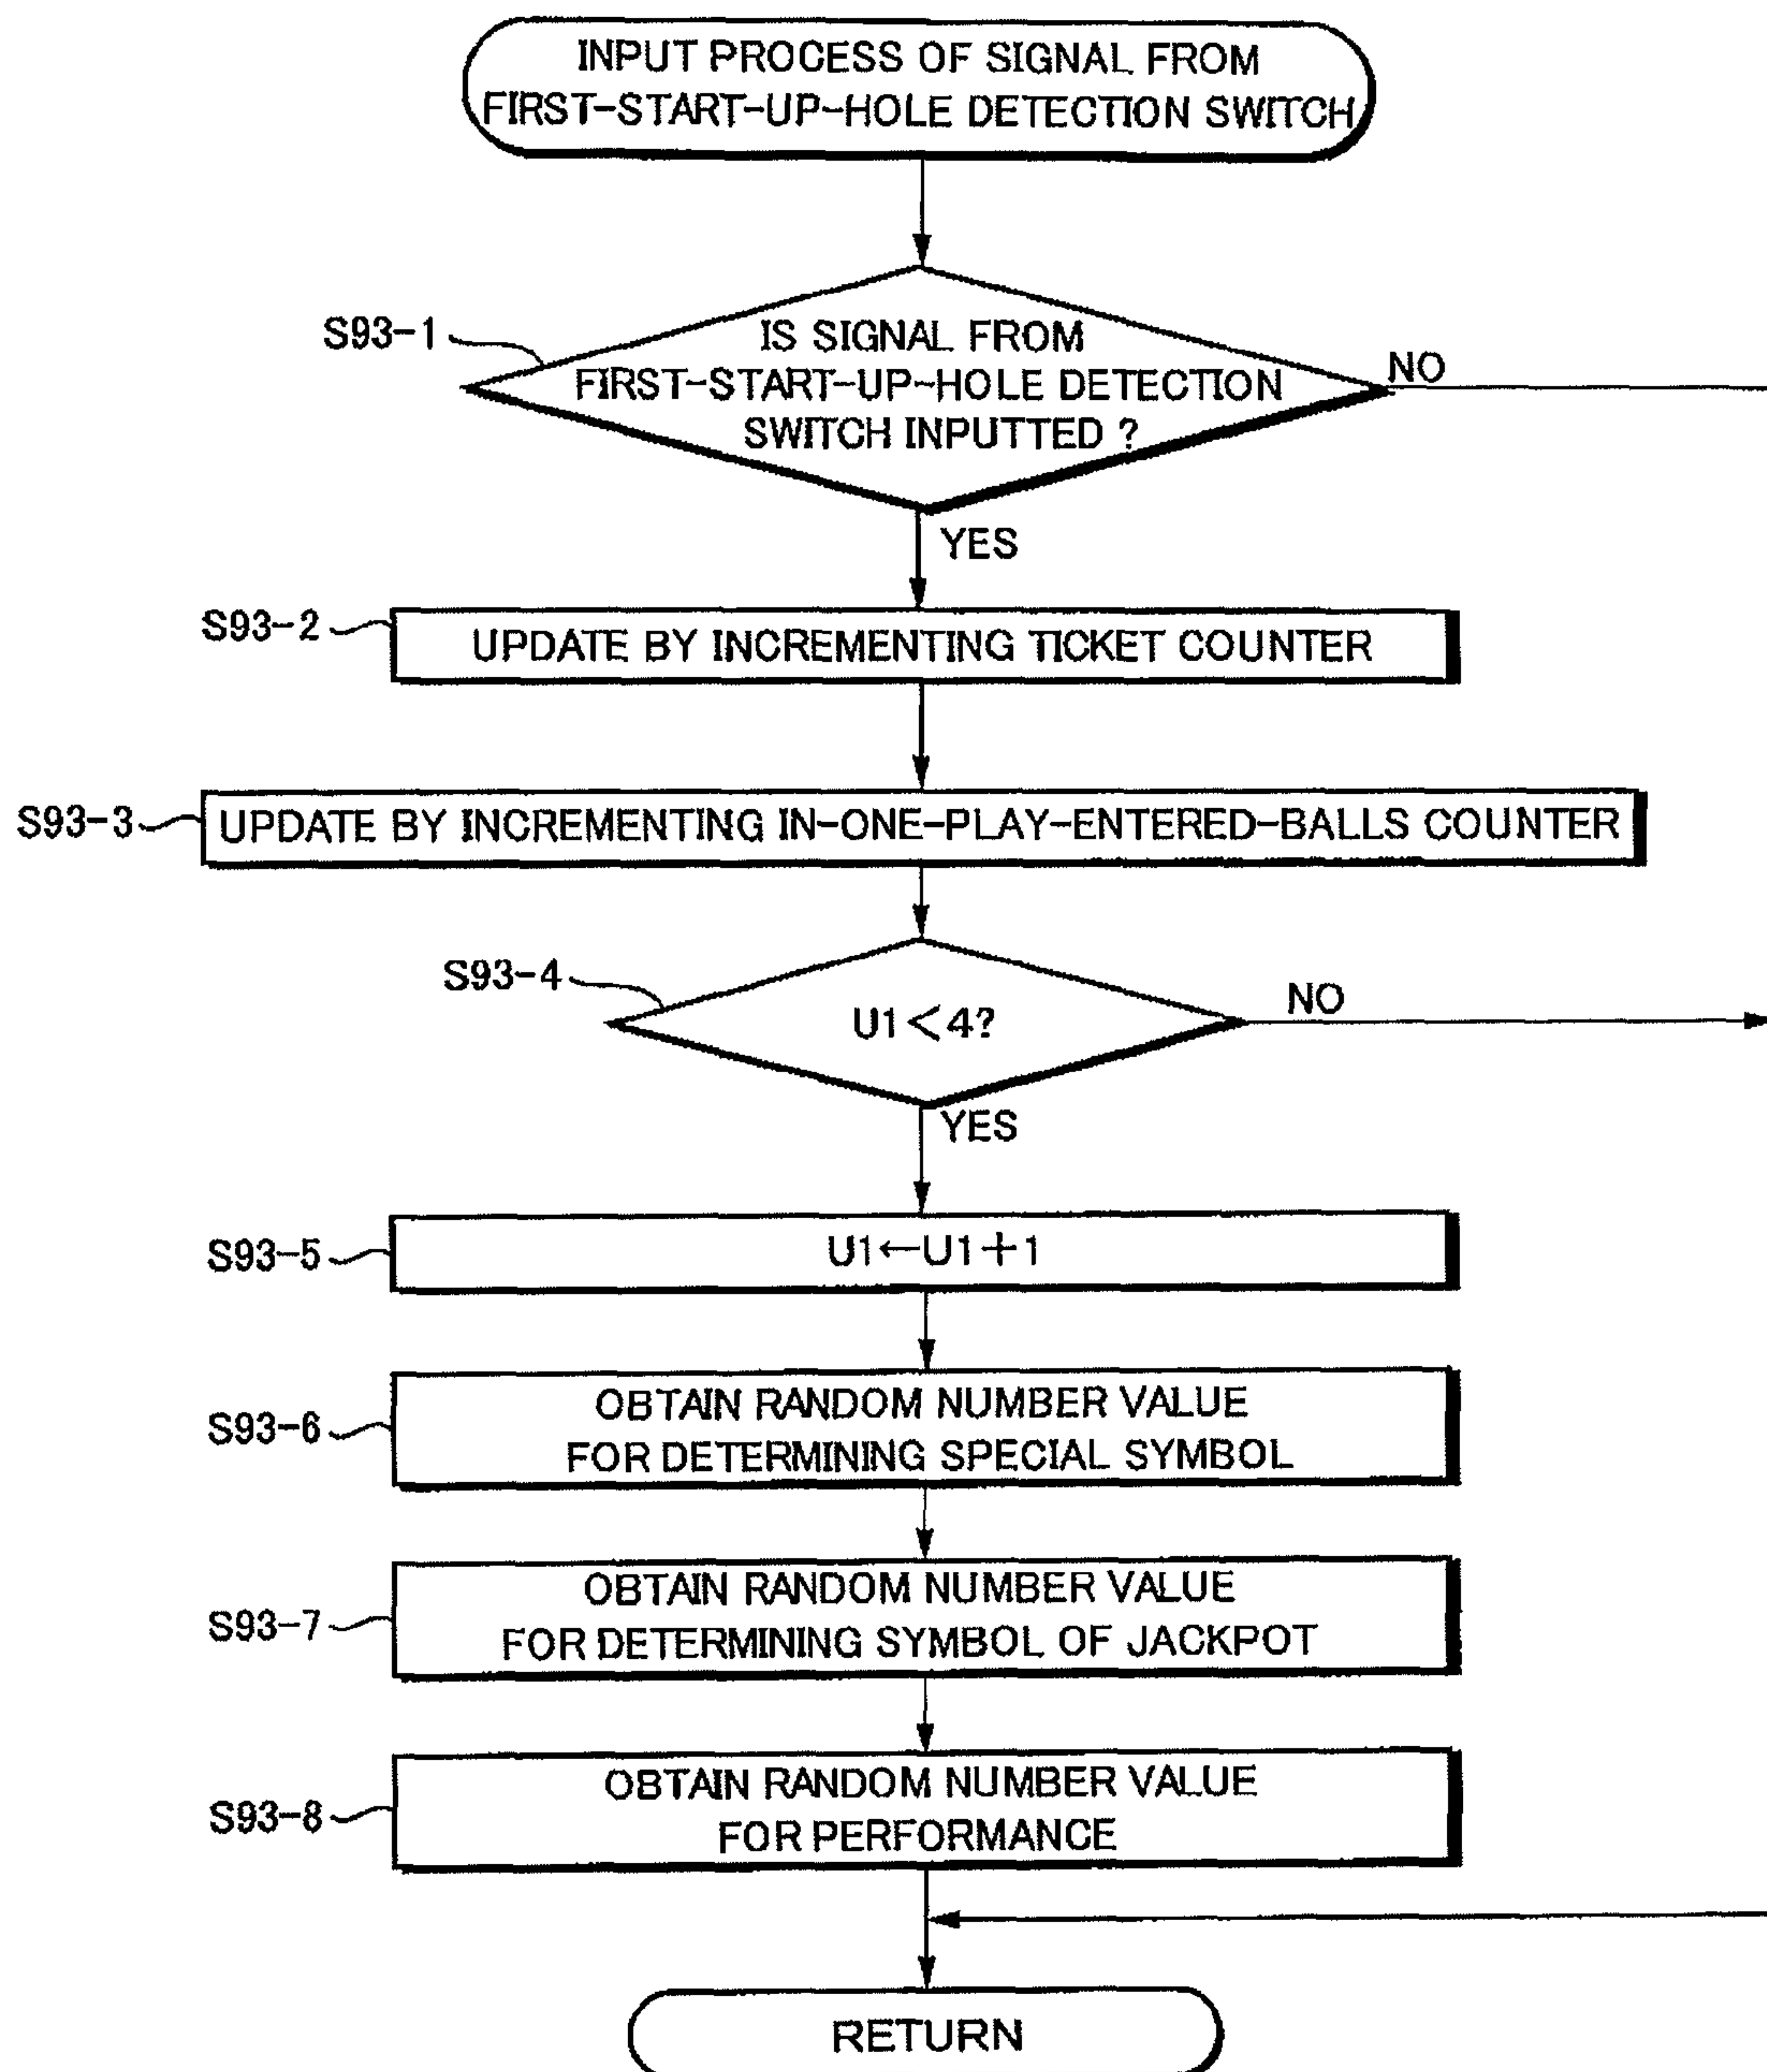 INPUT PROCESS OF SIGNAL FROM
FIRST-START-UP-HOLE DETECTION SWITCH
S93-1
IS SIGNAL FROM
FIRST-START-UP-HOLE DETECTION
SWITCH INPUTTED ?
NO
YES
S93-2
UPDATE BY INCREMENTING TICKET COUNTER
S93-3
UPDATE BY INCREMENTING IN-ONE-PLAY-ENTERED-BALLS COUNTER
S93-4
U1<4?
NO
YES
S93-5
U1←U1+1
S93-6
OBTAIN RANDOM NUMBER VALUE
FOR DETERMINING SPECIAL SYMBOL
S93-7
OBTAIN RANDOM NUMBER VALUE
FOR DETERMINING SYMBOL OF JACKPOT
S93-8
OBTAIN RANDOM NUMBER VALUE
FOR PERFORMANCE
RETURN